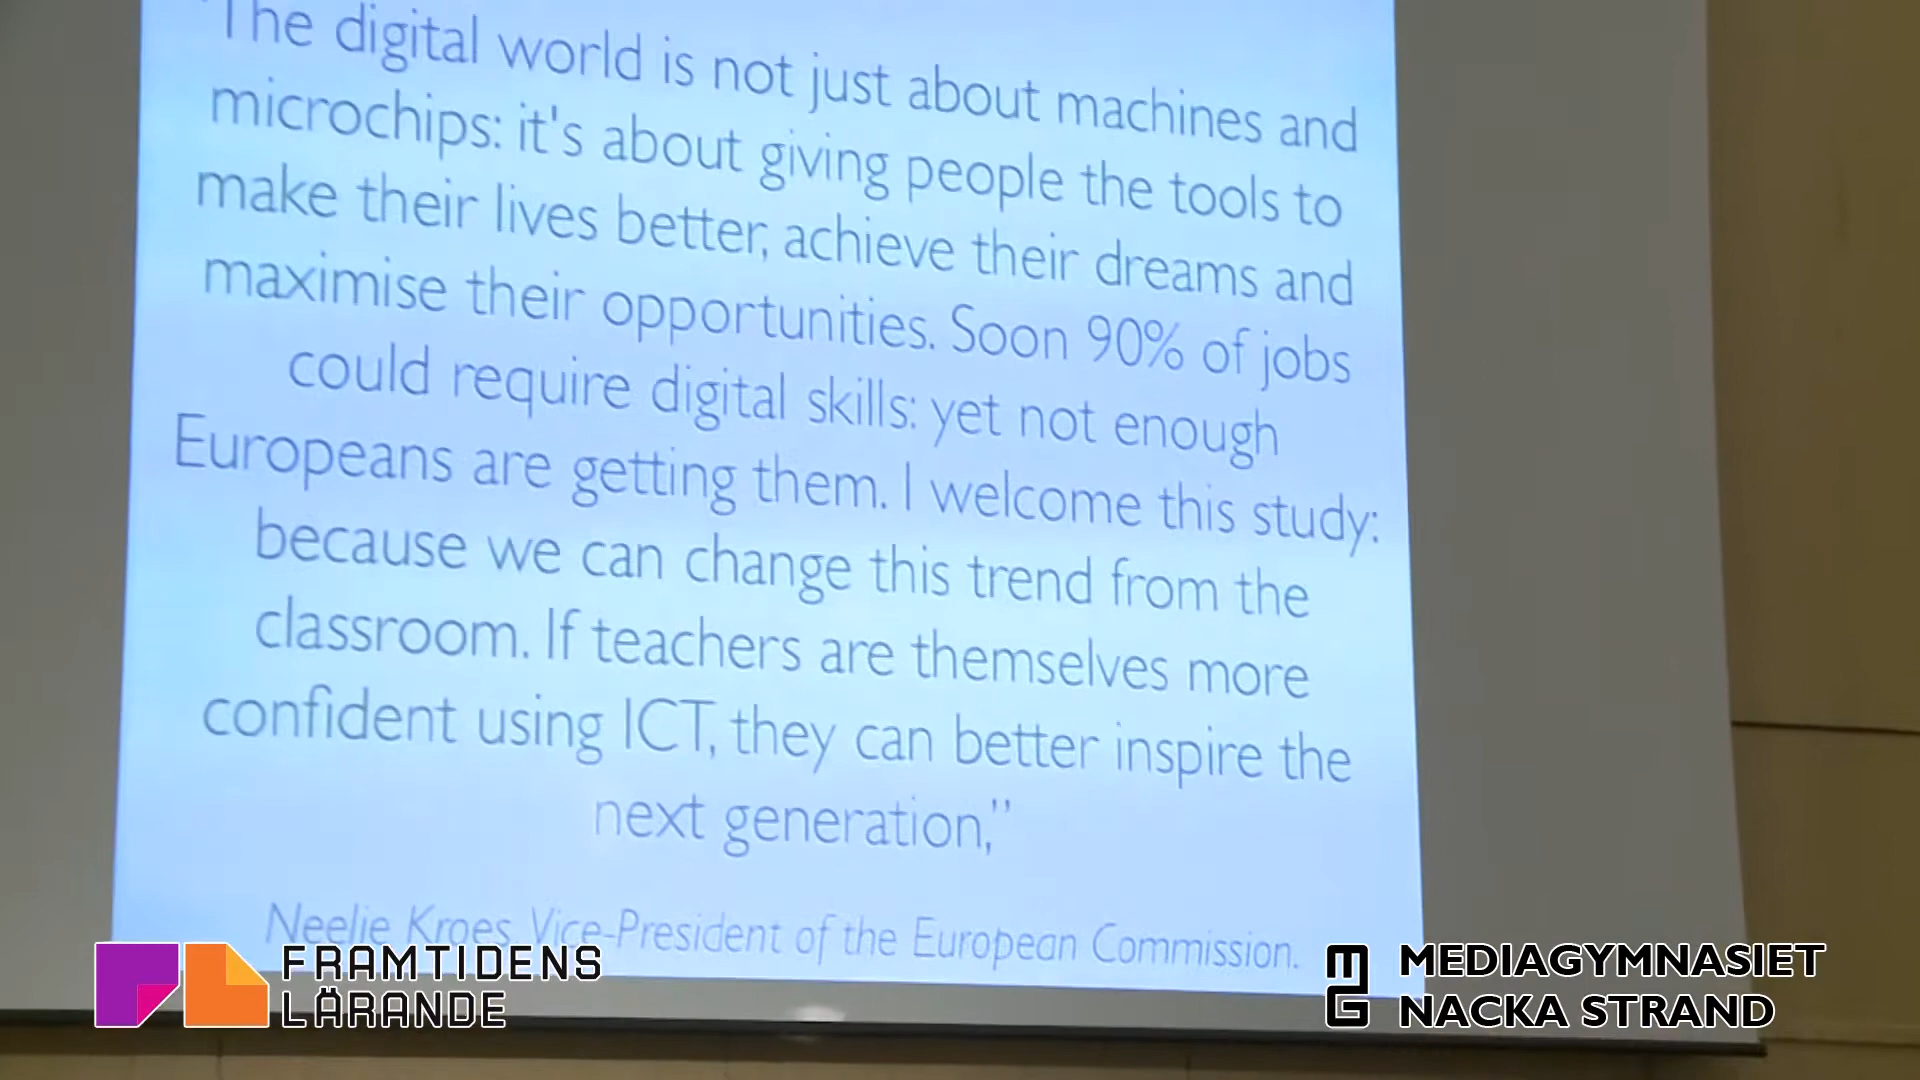 "The digital world is not just about machines and
microchips: it's about giving people the tools to
make their lives better, achieve their dreams and
maximise their opportunities. Soon 90% of jobs
could require digital skills: yet not enough
Europeans are getting them. I welcome this study:
because we can change this trend from the
classroom. If teachers are themselves more
confident using ICT, they can better inspire the
next generation,"
Neelie Kroes Vice-President of the European Commission.
FRAMTIDENS
LÄRANDE
MG
MEDIAGYMNASIET
NACKA STRAND